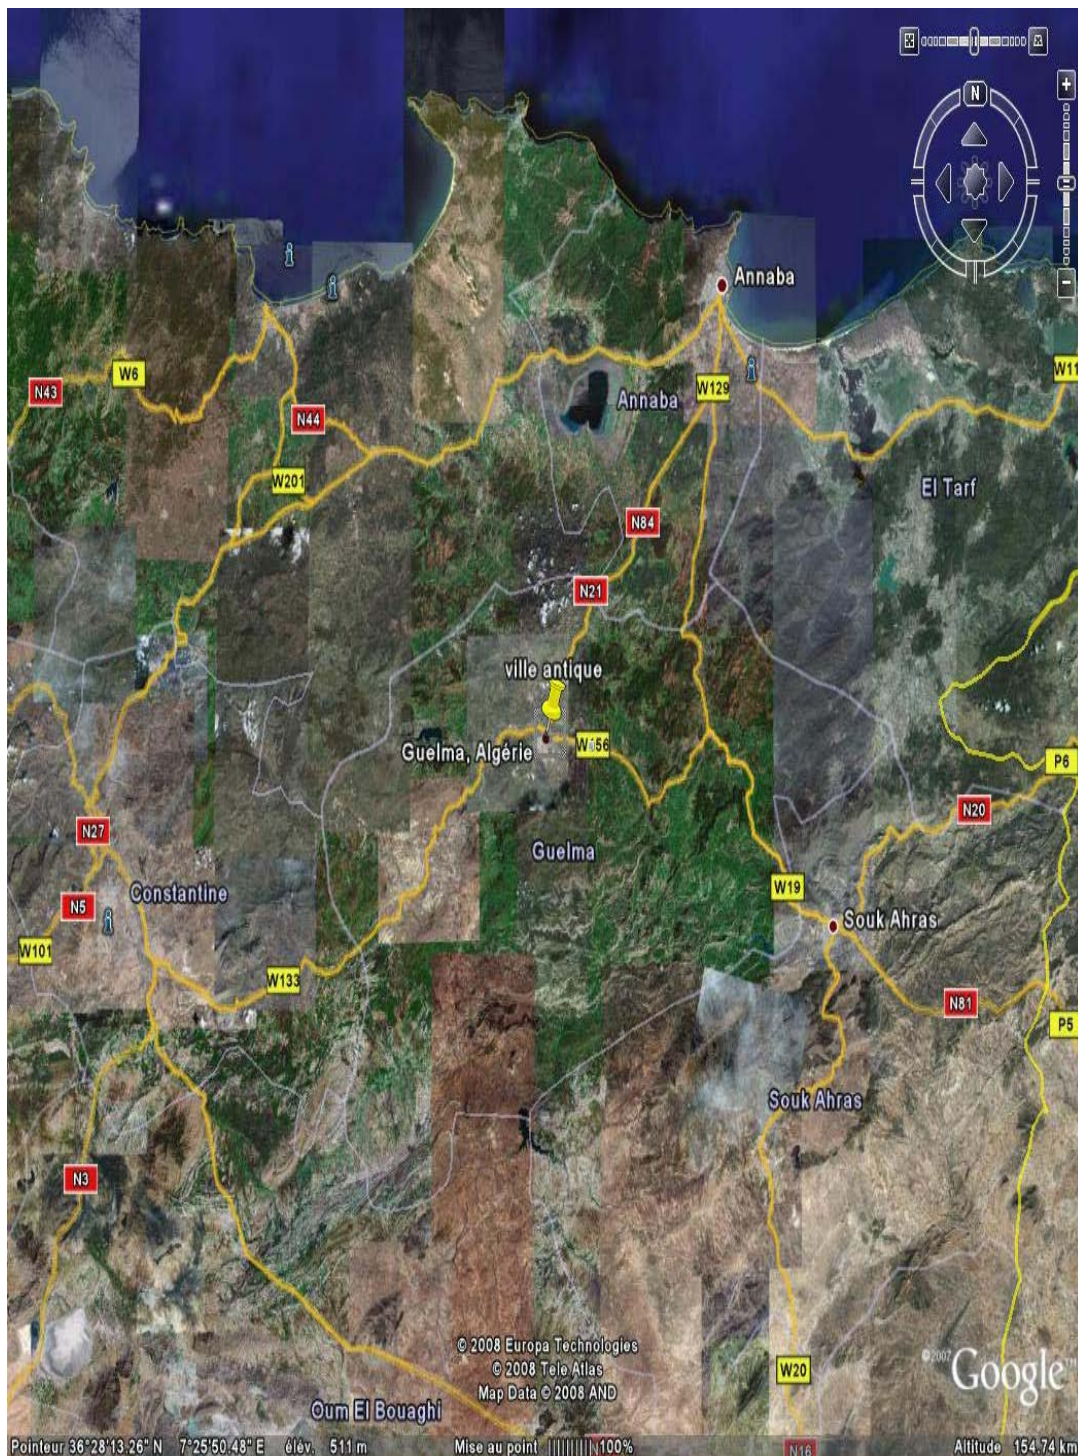 N
Annaba
W6
N43
W11
W129
Annaba
N44
W201
El Tarf
N84
N21
ville antique
Guelma, Algérie
P6
N20
N27
Guelma
Constantine
W19
N5
Souk Ahras
W101
W133
N81
P5
Souk Ahras
N3
© 2008 Europa Technologies
© 2008 Tele Atlas
Map Data © 2008 AND
W20
©2007 Google™
Oum El Bouaghi
Pointeur 36°28'13.26" N 7°25'50.48" E élév. 511 m Mise au point 100% Altitude 154.74 km
N16